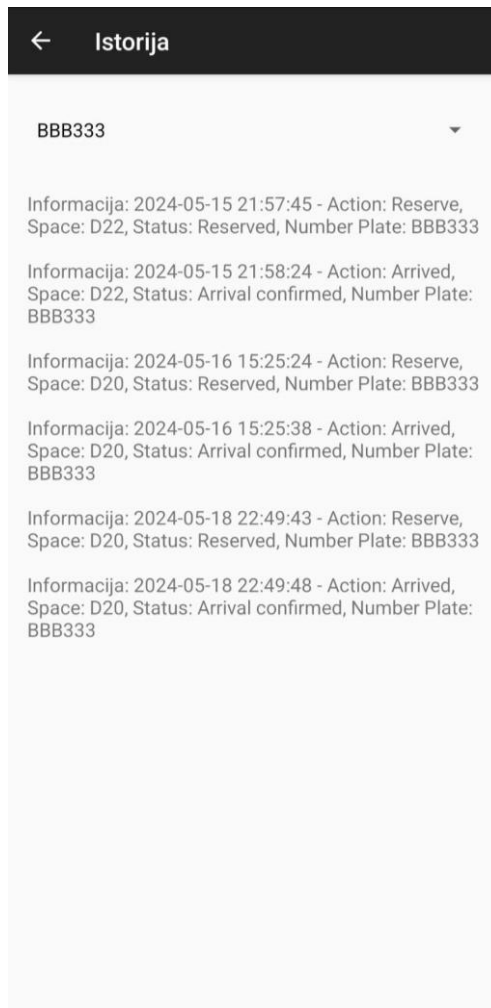 Istorija
BBB333
Informacija: 2024-05-15 21:57:45 - Action: Reserve,
Space: D22, Status: Reserved, Number Plate: BBB333
Informacija: 2024-05-15 21:58:24 - Action: Arrived,
Space: D22, Status: Arrival confirmed, Number Plate:
BBB333
Informacija: 2024-05-16 15:25:24 - Action: Reserve,
Space: D20, Status: Reserved, Number Plate: BBB333
Informacija: 2024-05-16 15:25:38 - Action: Arrived,
Space: D20, Status: Arrival confirmed, Number Plate:
BBB333
Informacija: 2024-05-18 22:49:43 - Action: Reserve,
Space: D20, Status: Reserved, Number Plate: BBB333
Informacija: 2024-05-18 22:49:48 - Action: Arrived,
Space: D20, Status: Arrival confirmed, Number Plate:
BBB333